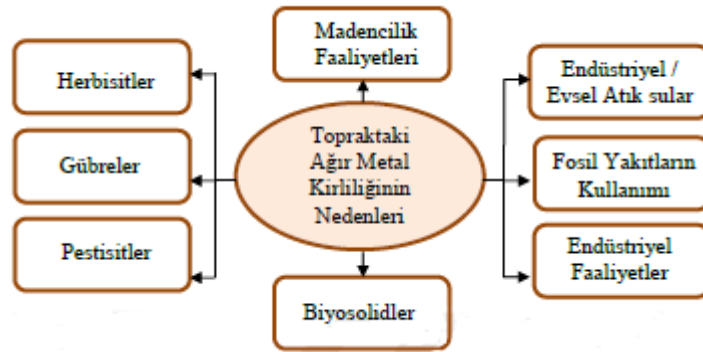 Madencilik
Faaliyetleri
Herbisitler
Gübreler
Pestisitler
Topraktaki
Ağır Metal
Kirliliğinin
Nedenleri
Endüstriyel /
Evsel Atık sular
Fosil Yakıtların
Kullanımı
Endüstriyel
Faaliyetler
Biyosolidler